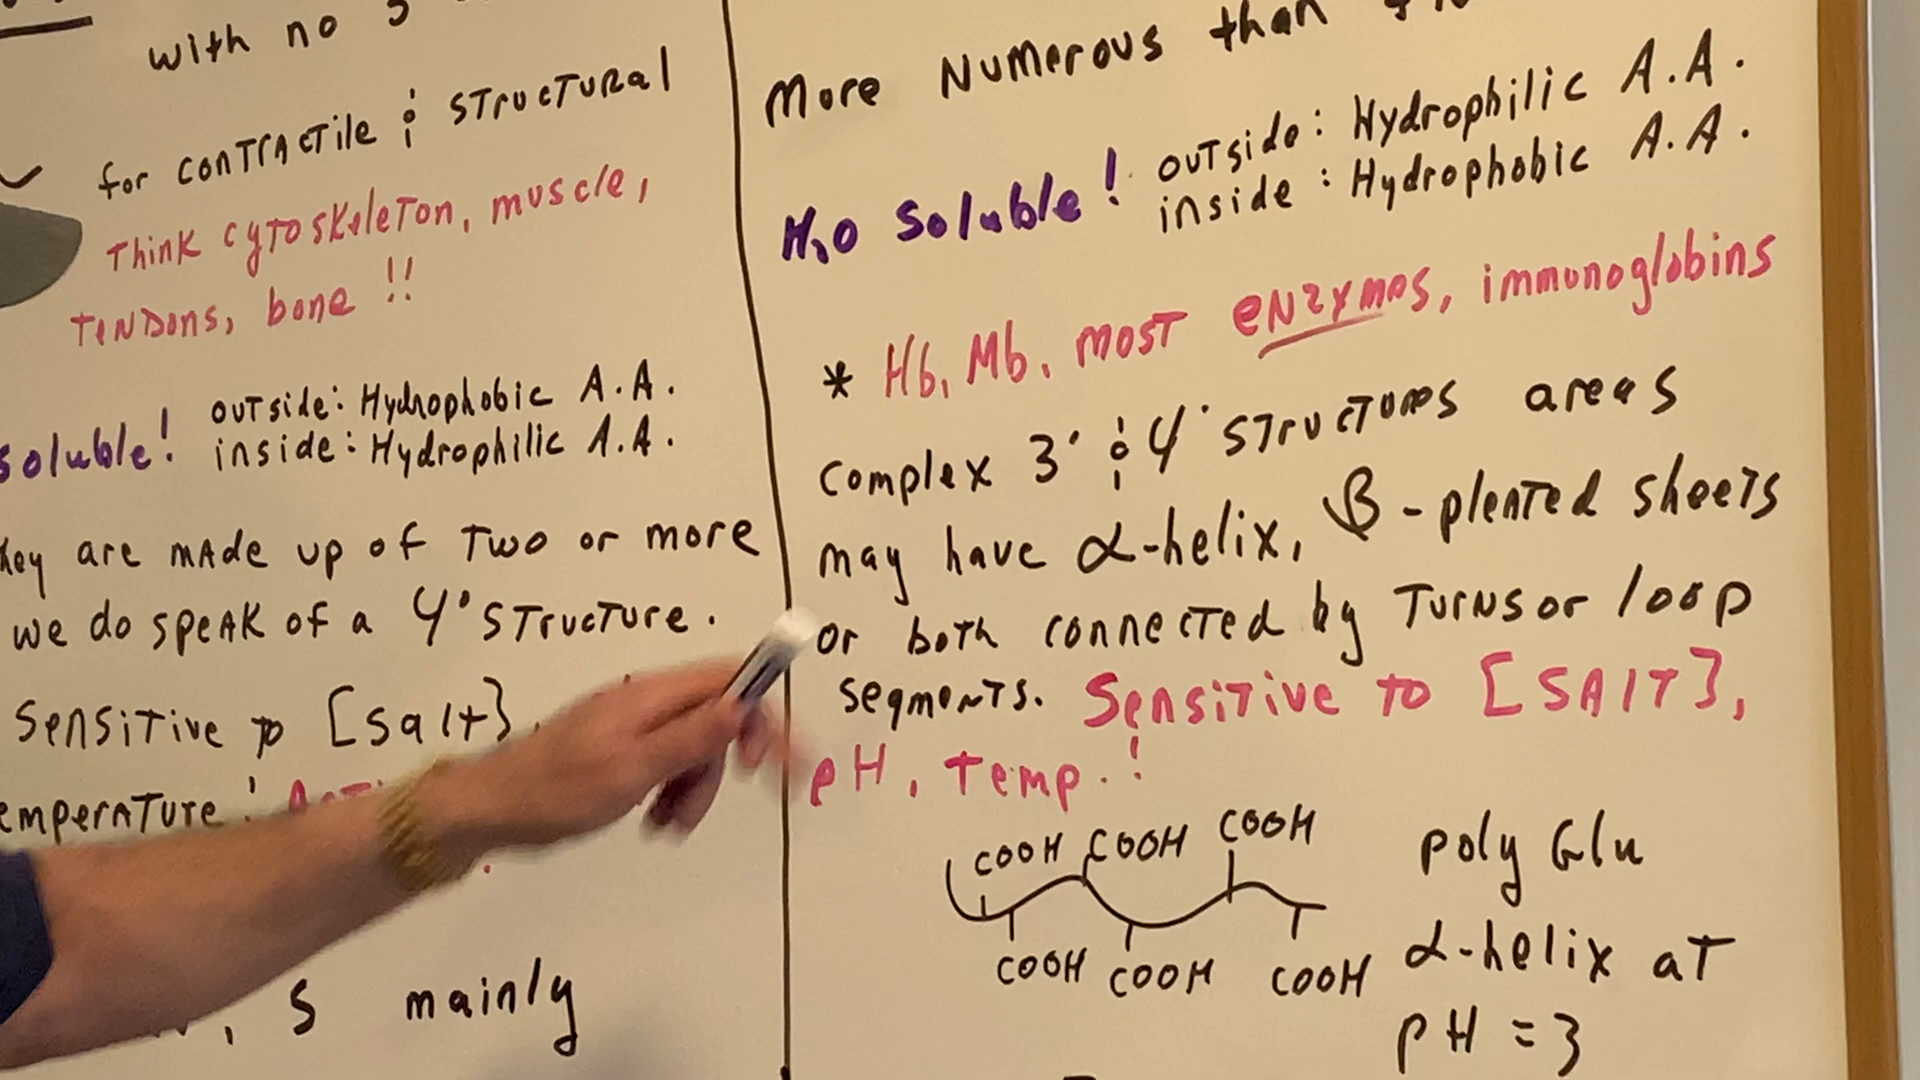 with no 3
for contractile & structural
Think cytoskeleton, muscle,
Tendons, bone !!
soluble! outside: Hydrophobic A.A.
inside: Hydrophilic A.A.
are made up of Two or more
we do speak of a 4° structure.
Sensitive to [salt],
emperature
, S mainly
More Numerous than
H2O Soluble! outside: Hydrophilic A.A.
inside: Hydrophobic A.A.
* Hb, Mb, most enzymes, immunoglobins
Complex 3° & 4° structures areas
may have α-helix, β-pleated sheets
or both connected by Turns or loop
segments. Sensitive to [SAlT],
pH, Temp.!
COOH COOH COOH
COOH COOH COOH
poly Glu
α-helix at
pH = 3